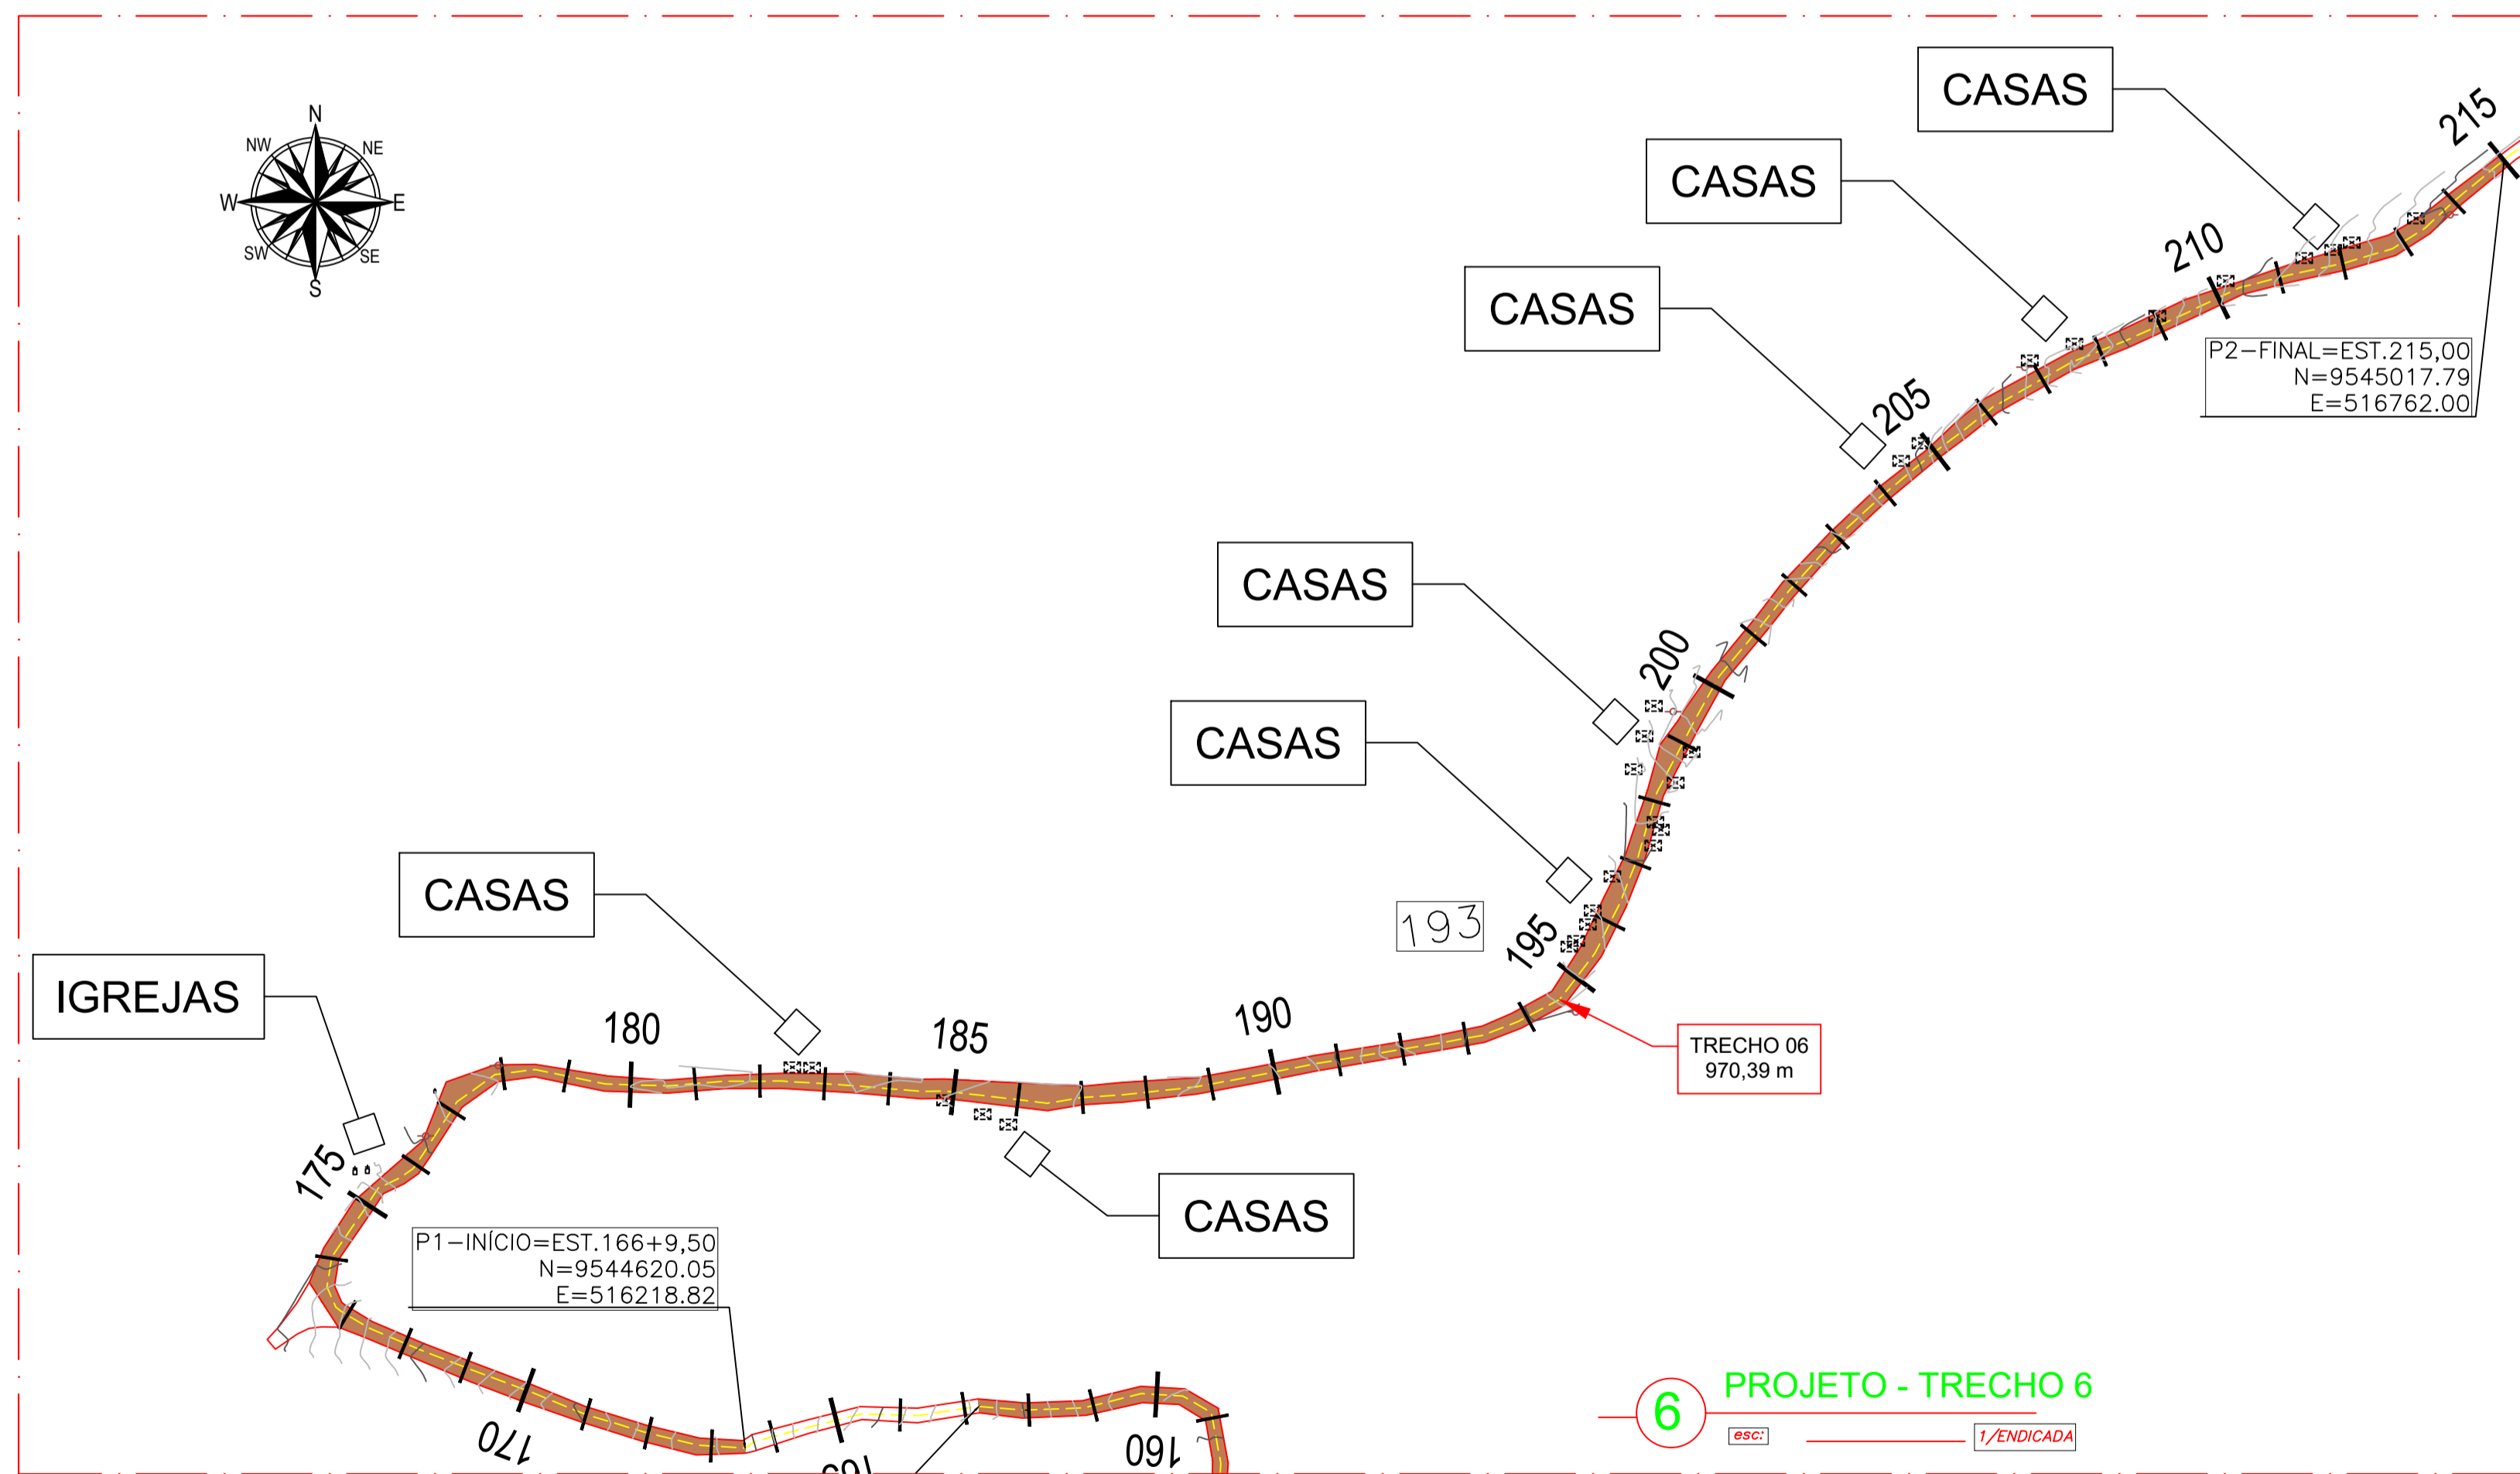 N
NW
NE
W
E
SW
SE
S
CASAS
215
CASAS
210
CASAS
P2-FINAL=EST.215,00
N=9545017.79
E=516762.00
205
CASAS
200
CASAS
CASAS
193
195
IGREJAS
180
185
190
TRECHO 06
970,39 m
175
CASAS
P1-INÍCIO=EST.166+9,50
N=9544620.05
E=516218.82
PROJETO - TRECHO 6
6
esc:
1/ENDICADA
170
165
160